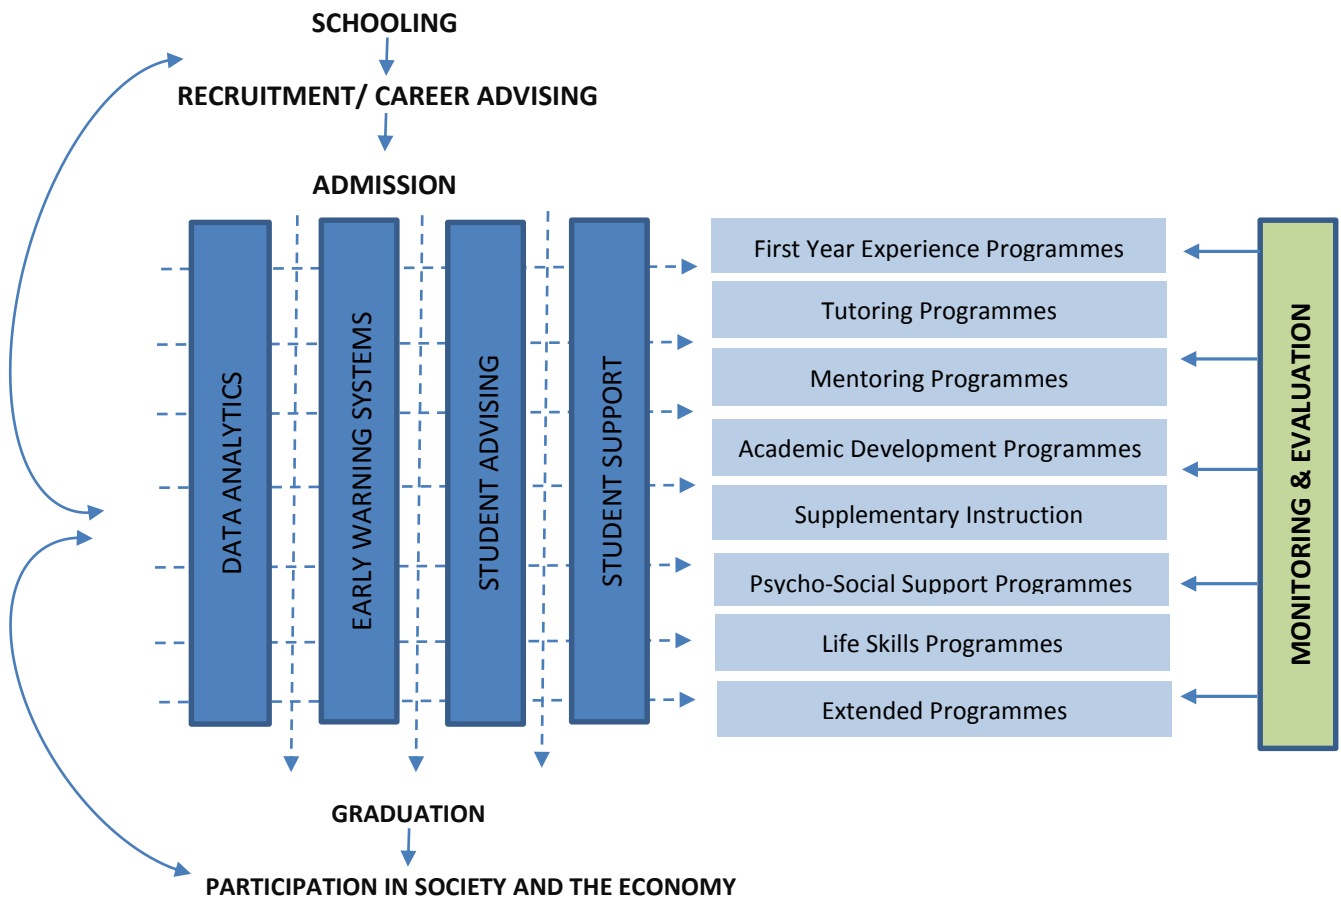 SCHOOLING
RECRUITMENT/ CAREER ADVISING
ADMISSION
DATA ANALYTICS
EARLY WARNING SYSTEMS
STUDENT ADVISING
STUDENT SUPPORT
First Year Experience Programmes
Tutoring Programmes
Mentoring Programmes
Academic Development Programmes
Supplementary Instruction
Psycho-Social Support Programmes
Life Skills Programmes
Extended Programmes
MONITORING & EVALUATION
GRADUATION
PARTICIPATION IN SOCIETY AND THE ECONOMY